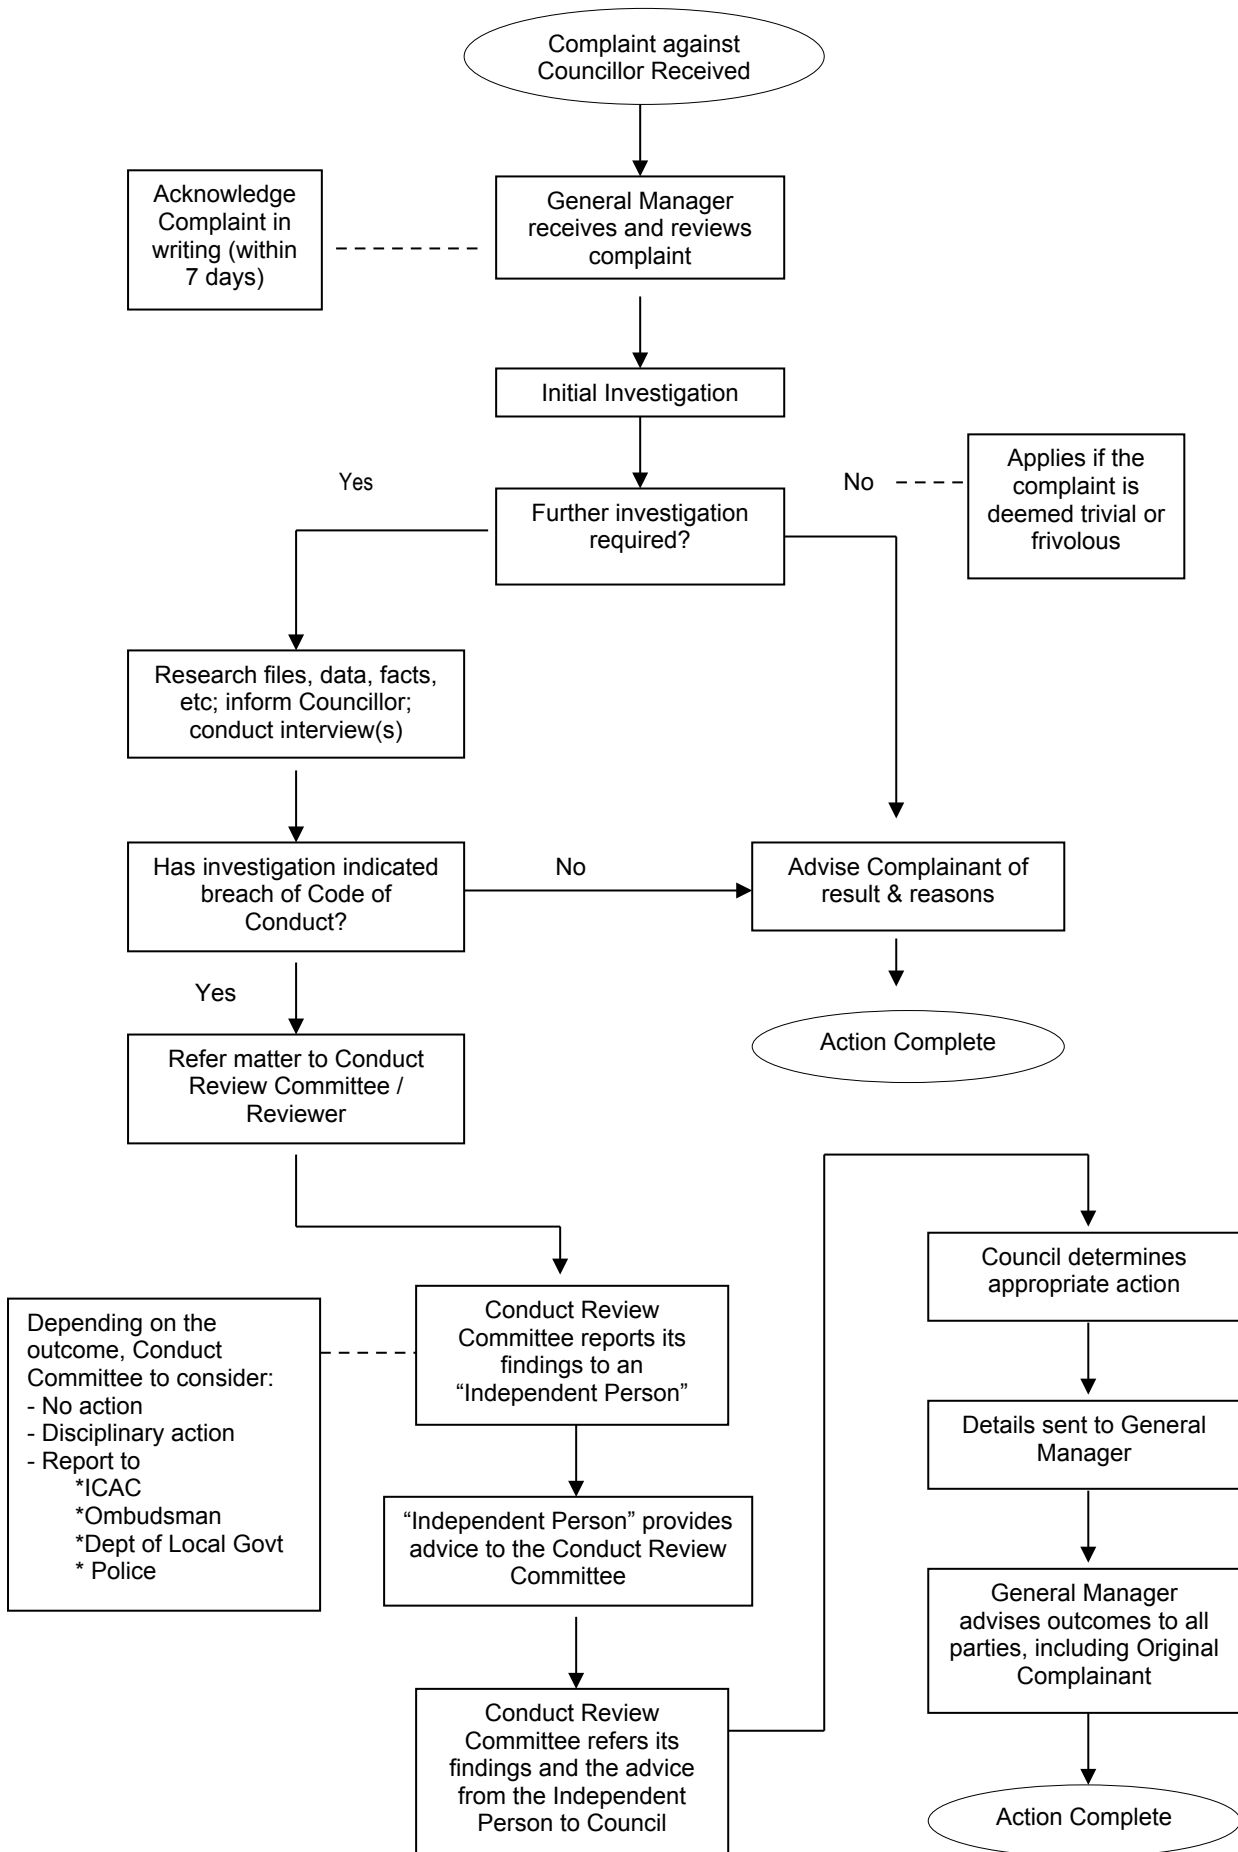 Complaint against
Councillor Received
Acknowledge
Complaint in
writing (within
7 days)
General Manager
receives and reviews
complaint
Initial Investigation
Yes
Further investigation
required?
No
Applies if the
complaint is
deemed trivial or
frivolous
Research files, data, facts,
etc; inform Councillor;
conduct interview(s)
Has investigation indicated
breach of Code of
Conduct?
No
Advise Complainant of
result & reasons
Yes
Action Complete
Refer matter to Conduct
Review Committee /
Reviewer
Depending on the
outcome, Conduct
Committee to consider:
- No action
- Disciplinary action
- Report to
*ICAC
*Ombudsman
*Dept of Local Govt
* Police
Conduct Review
Committee reports its
findings to an
“Independent Person”
“Independent Person” provides
advice to the Conduct Review
Committee
Conduct Review
Committee refers its
findings and the advice
from the Independent
Person to Council
Council determines
appropriate action
Details sent to General
Manager
General Manager
advises outcomes to all
parties, including Original
Complainant
Action Complete